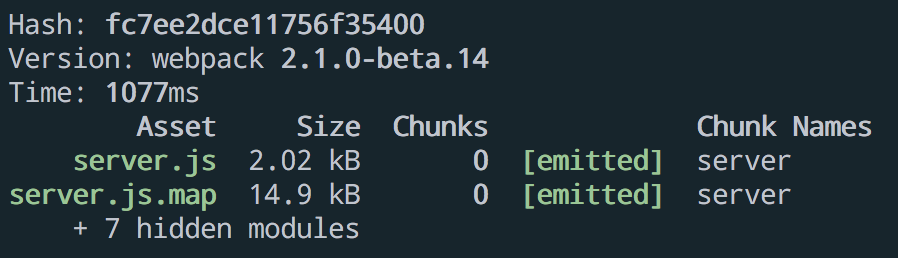 Hash: fc7ee2dce11756f35400
Version: webpack 2.1.0-beta.14
Time: 1077ms
Asset Size Chunks Chunk Names
server.js 2.02 kB 0 [emitted] server
server.js.map 14.9 kB 0 [emitted] server
+ 7 hidden modules